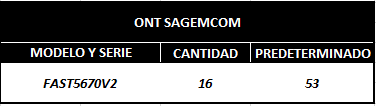 ONT SAGEMCOM
MODELO Y SERIE CANTIDAD PREDETERMINADO
FAST5670V2 16 53